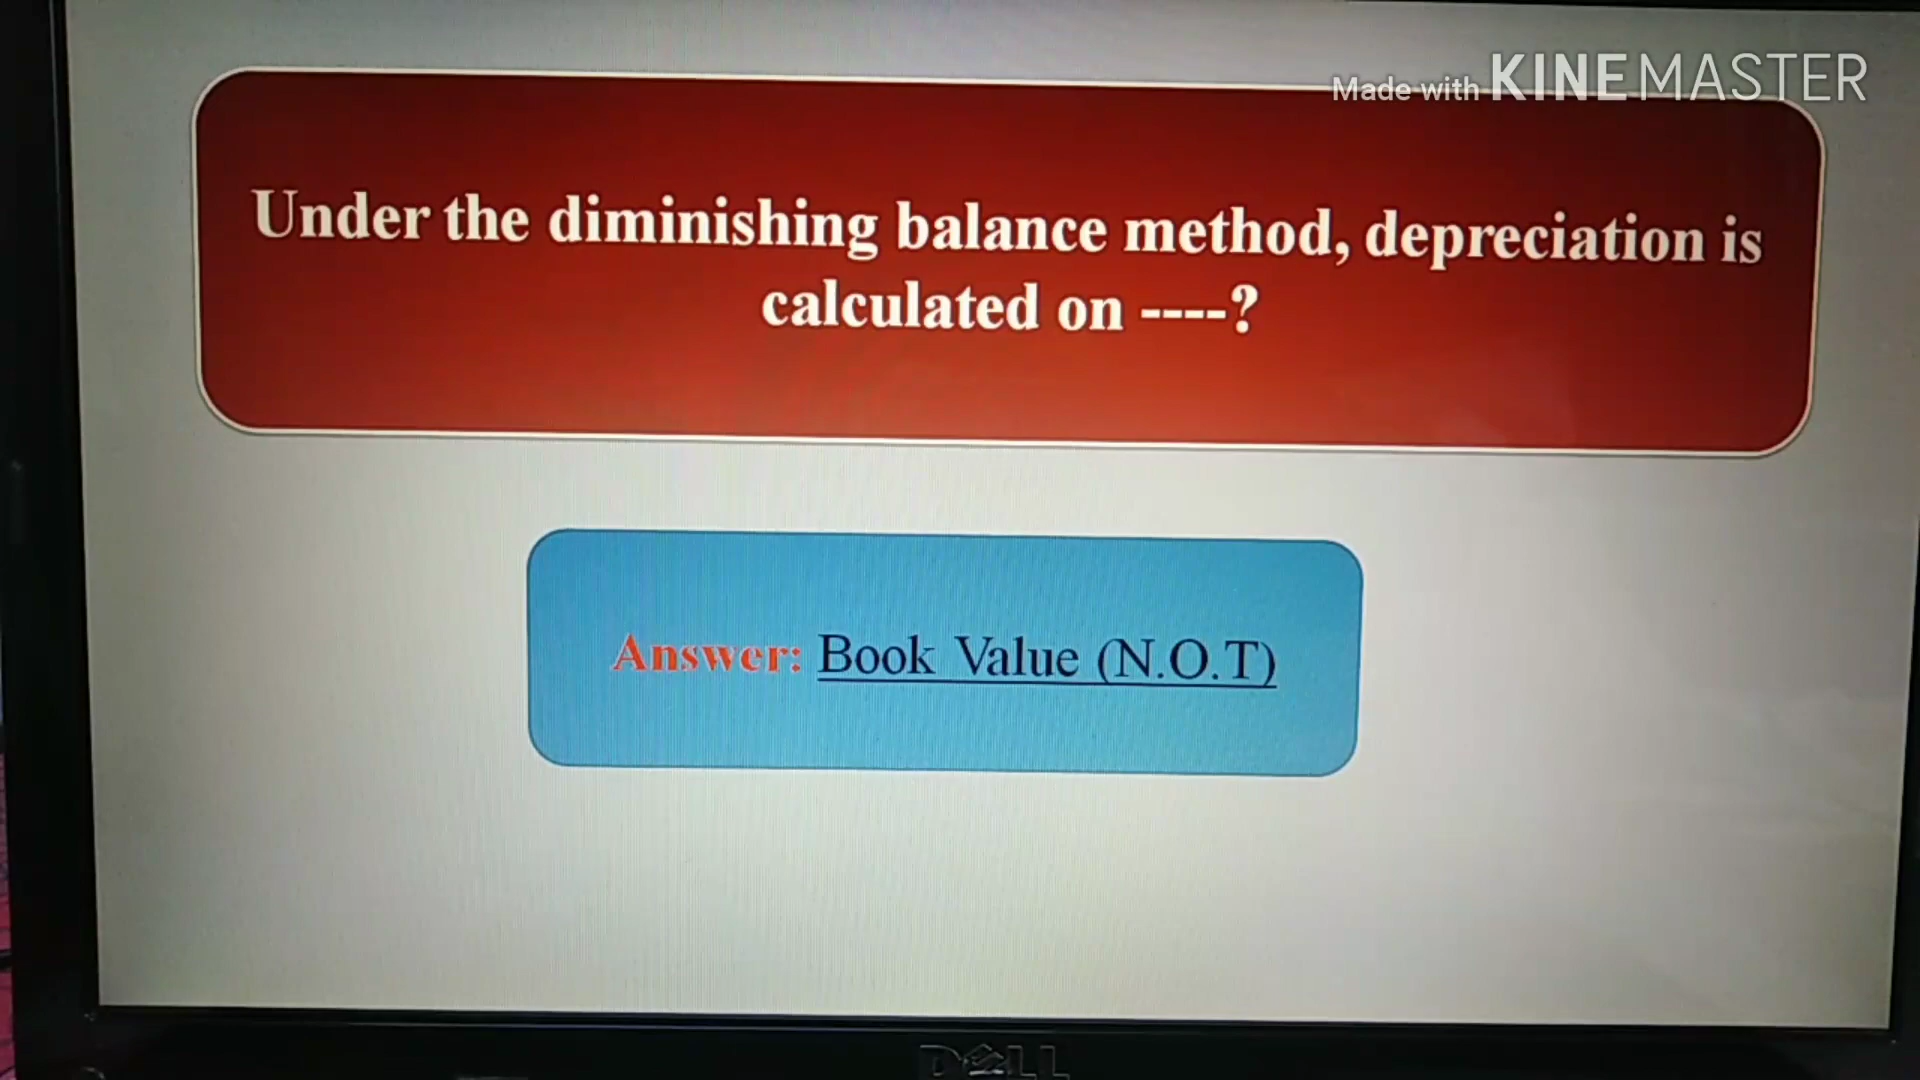 Made with KINEMASTER
Under the diminishing balance method, depreciation is
calculated on ----?
Answer: Book Value (N.O.T)
DELL